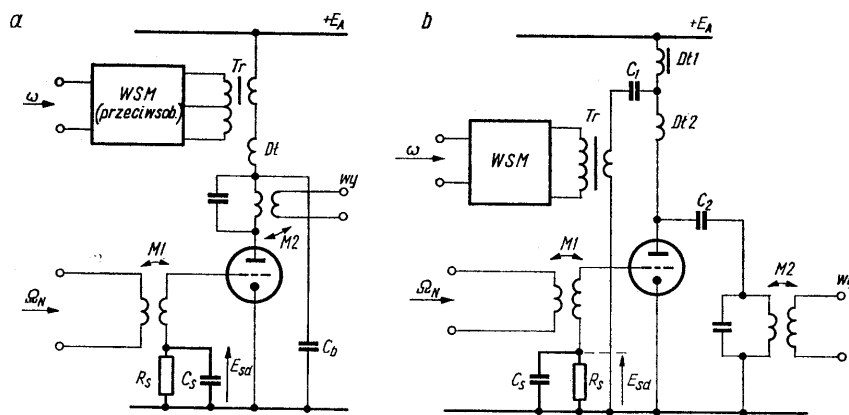 a
+E_A
Tr
WSM
(przeciwsob.)
ω
Dt
wy
M2
M1
Ω_N
C_b
R_s
C_s
E_sd
b
+E_A
C_1
Dt1
Tr
Dt2
WSM
ω
C_2
M1
M2
Ω_N
C_s
R_s
E_sd